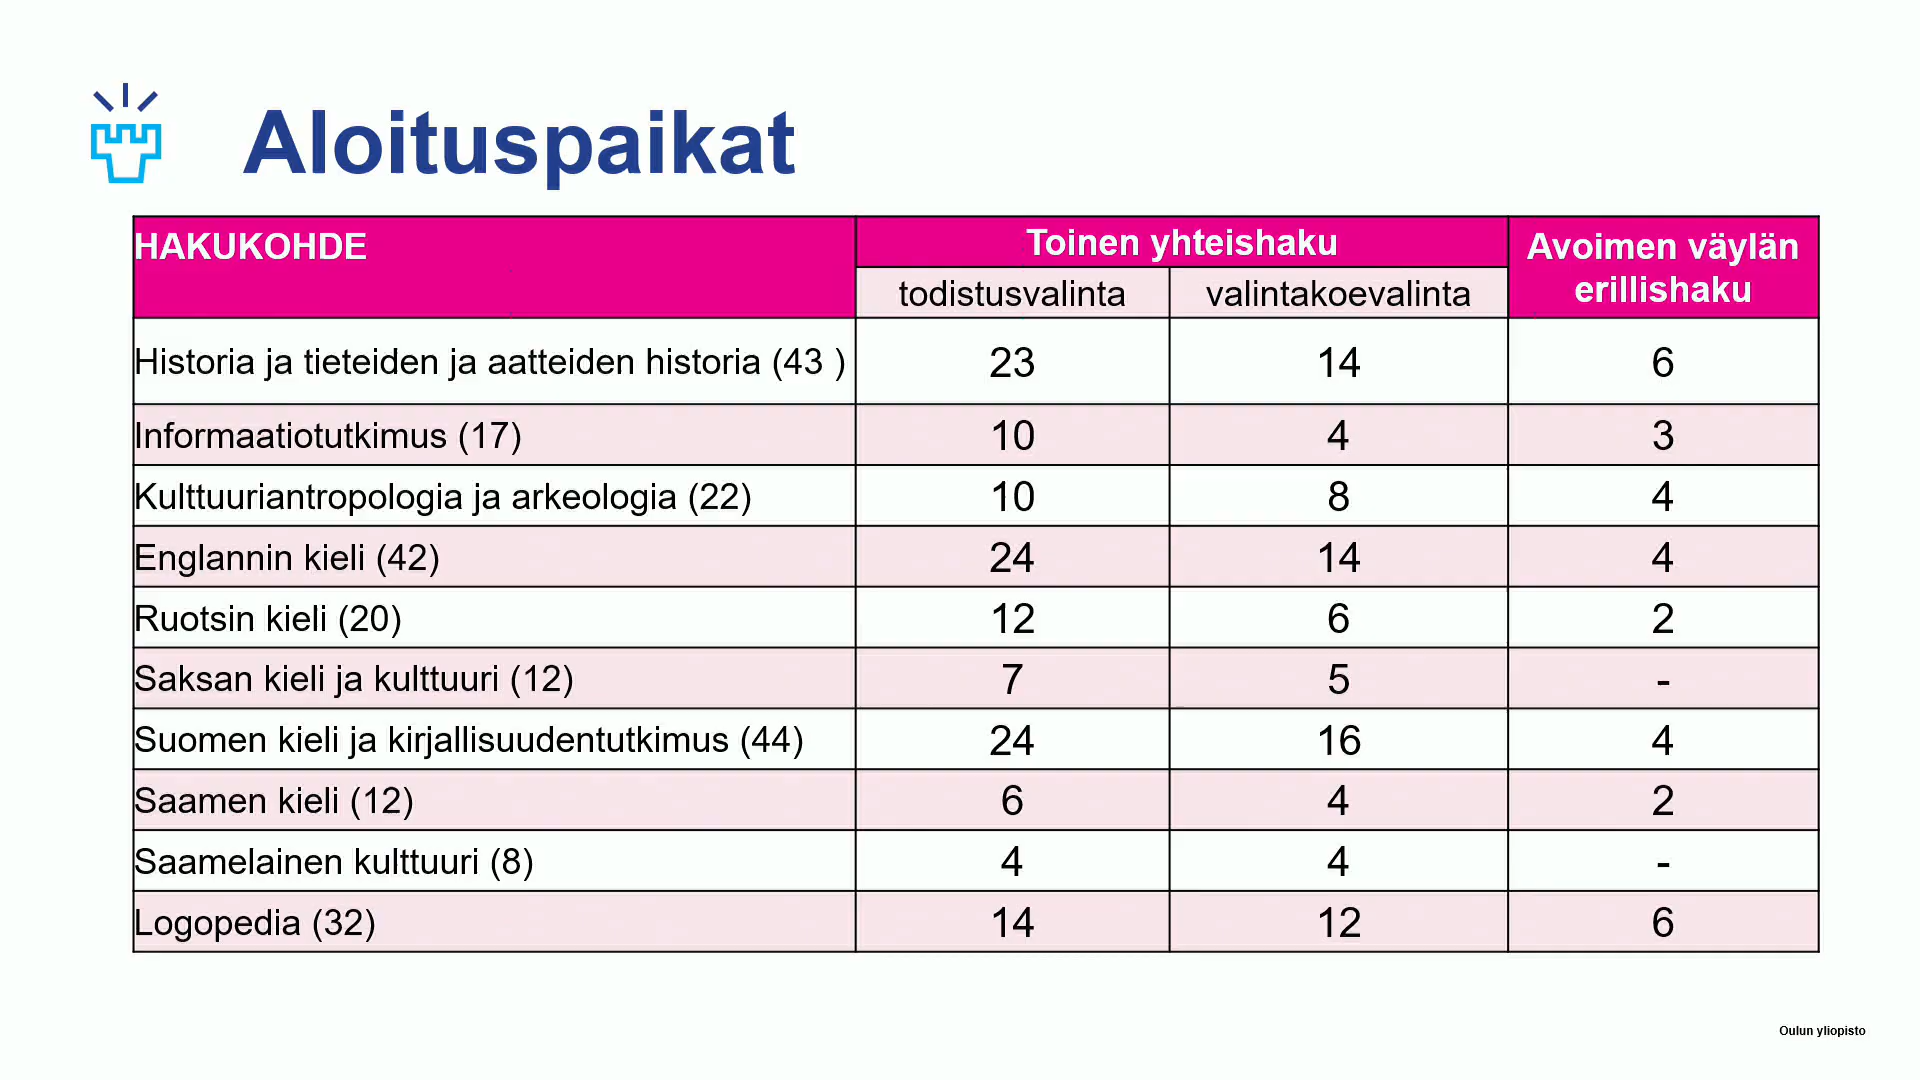 Aloituspaikat
HAKUKOHDE
Toinen yhteishaku
Avoimen väylän
erillishaku
todistusvalinta valintakoevalinta
Historia ja tieteiden ja aatteiden historia (43 ) 23 14 6
Informaatiotutkimus (17) 10 4 3
Kulttuuriantropologia ja arkeologia (22) 10 8 4
Englannin kieli (42) 24 14 4
Ruotsin kieli (20) 12 6 2
Saksan kieli ja kulttuuri (12) 7 5 -
Suomen kieli ja kirjallisuudentutkimus (44) 24 16 4
Saamen kieli (12) 6 4 2
Saamelainen kulttuuri (8) 4 4 -
Logopedia (32) 14 12 6
Oulun yliopisto